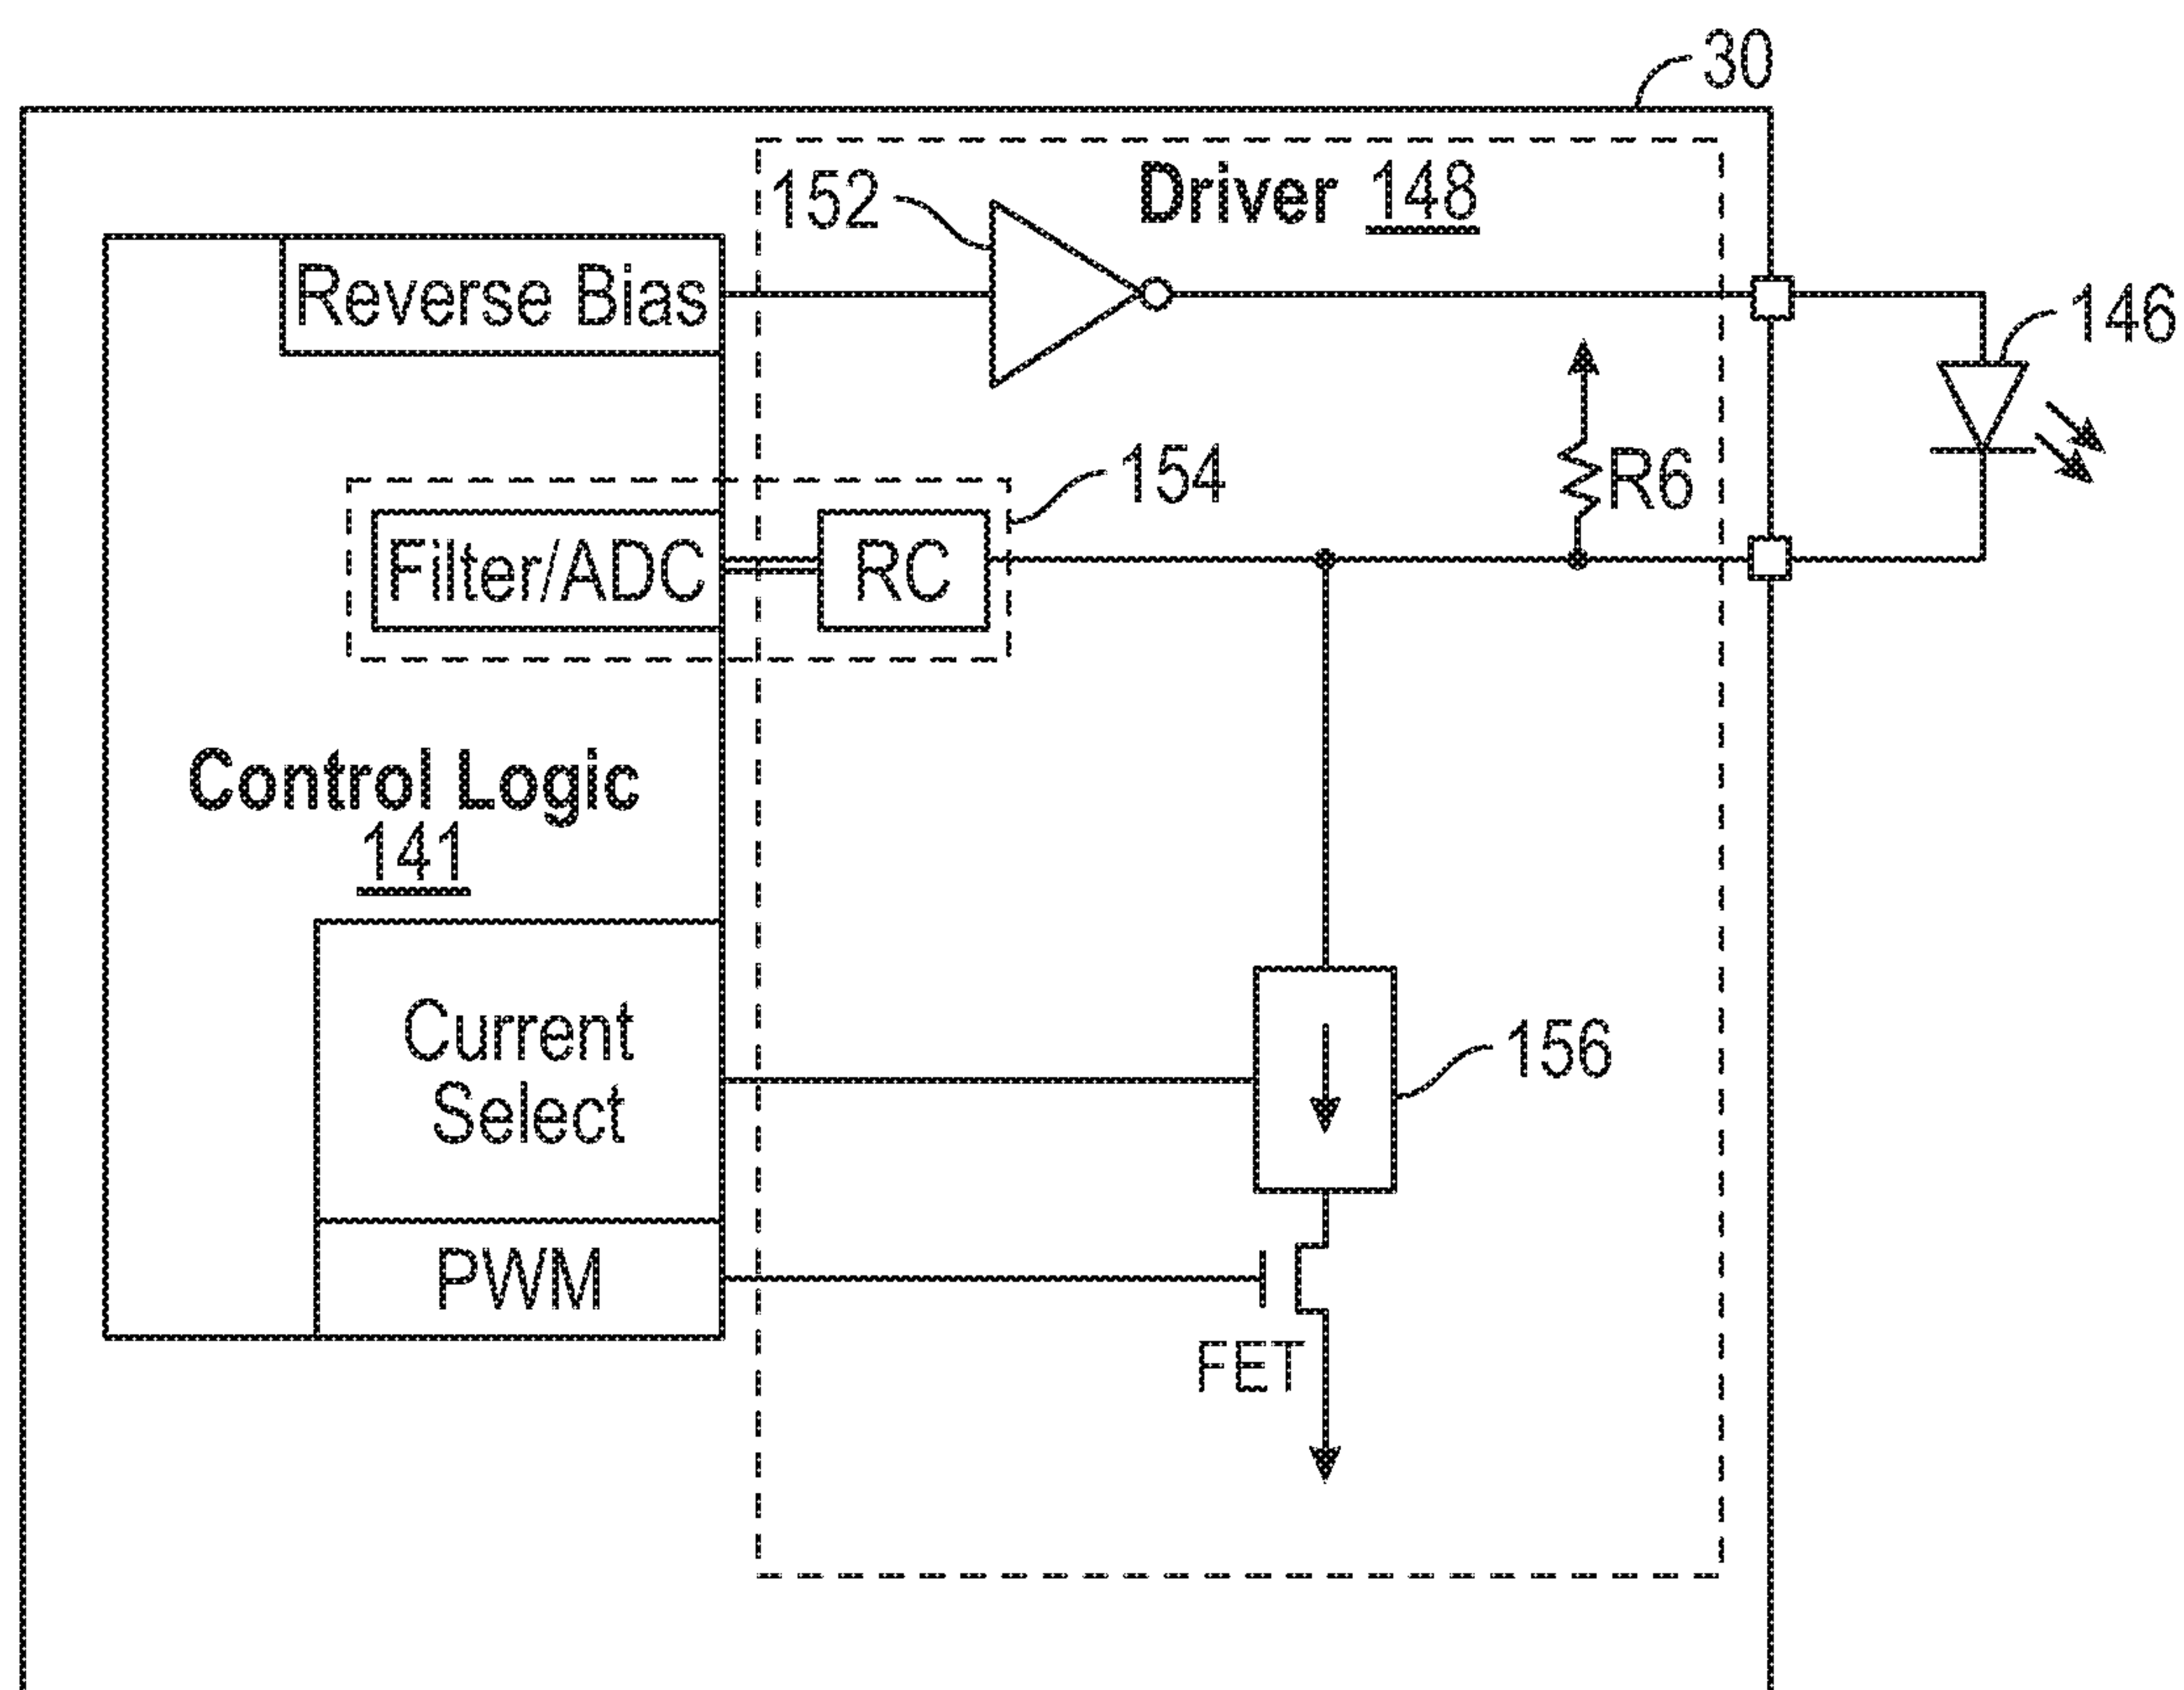 30
Driver 148
152
Reverse Bias
146
154
R6
Filter/ADC
RC
Control Logic
141
Current
Select
156
PWM
FET